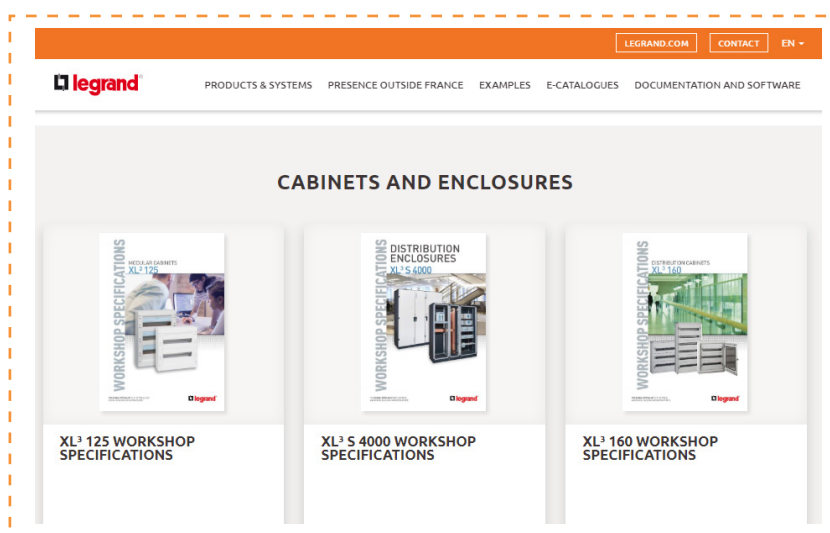 LEGRAND.COM CONTACT EN
legrand
PRODUCTS & SYSTEMS PRESENCE OUTSIDE FRANCE EXAMPLES E-CATALOGUES DOCUMENTATION AND SOFTWARE
CABINETS AND ENCLOSURES
WORKSHOP SPECIFICATIONS
MODULAR CABINETS
XL³ 125
legrand
WORKSHOP SPECIFICATIONS
DISTRIBUTION
ENCLOSURES
XL³ S 4000
legrand
WORKSHOP SPECIFICATIONS
DISTRIBUTION CABINETS
XL³ 160
legrand
XL³ 125 WORKSHOP
SPECIFICATIONS
XL³ S 4000 WORKSHOP
SPECIFICATIONS
XL³ 160 WORKSHOP
SPECIFICATIONS